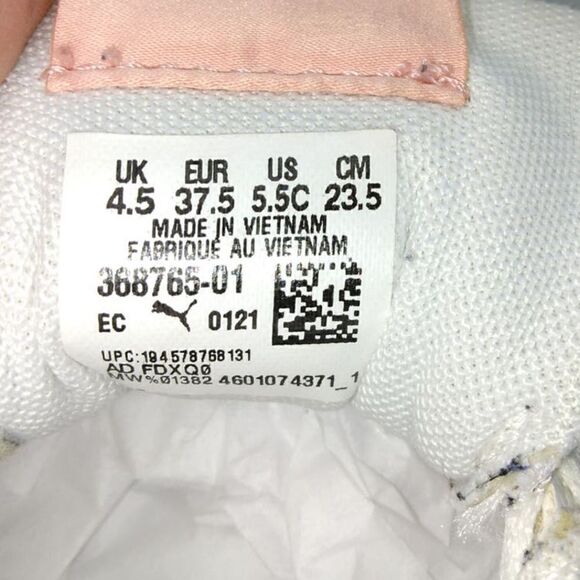 UK EUR US CM
4.5 37.5 5.5C 23.5
MADE IN VIETNAM
FABRIQUÉ AU VIETNAM
368765-01
EC 0121
UPC:194578768131
AD FDXQ0
MW%01382 4601074371_1